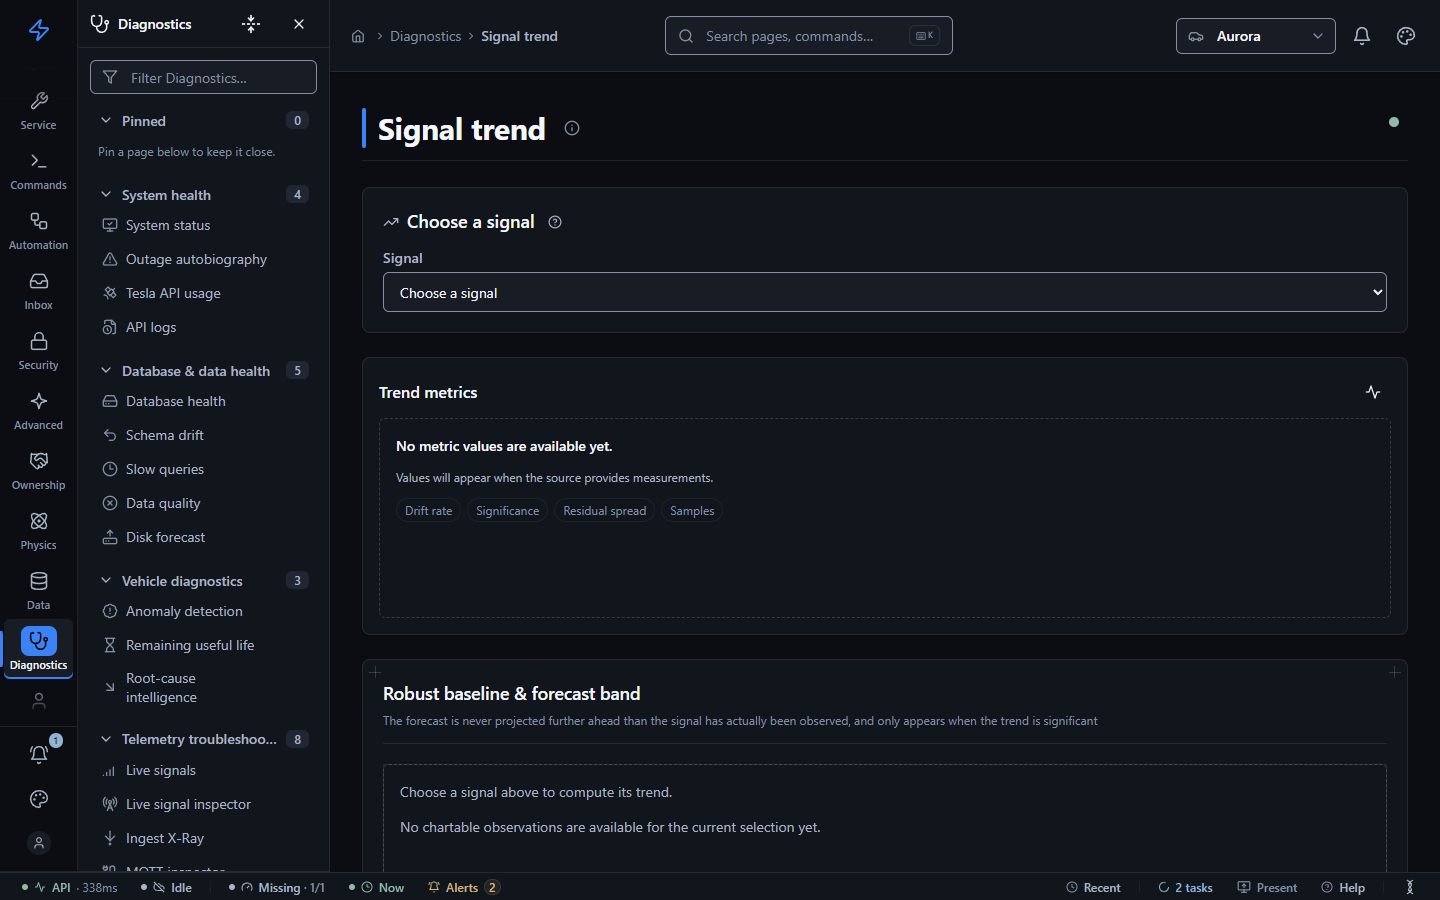 Service
Commands
Automation
Inbox
Security
Advanced
Ownership
Physics
Data
Diagnostics
1
Diagnostics
Filter Diagnostics...
Pinned 0
Pin a page below to keep it close.
System health 4
System status
Outage autobiography
Tesla API usage
API logs
Database & data health 5
Database health
Schema drift
Slow queries
Data quality
Disk forecast
Vehicle diagnostics 3
Anomaly detection
Remaining useful life
Root-cause
intelligence
Telemetry troubleshoo... 8
Live signals
Live signal inspector
Ingest X-Ray
Diagnostics > Signal trend
Search pages, commands... K
Aurora
Signal trend
Choose a signal
Signal
Choose a signal
Trend metrics
No metric values are available yet.
Values will appear when the source provides measurements.
Drift rate Significance Residual spread Samples
Robust baseline & forecast band
The forecast is never projected further ahead than the signal has actually been observed, and only appears when the trend is significant
Choose a signal above to compute its trend.
No chartable observations are available for the current selection yet.
API · 338ms Idle Missing · 1/1 Now Alerts 2 Recent 2 tasks Present Help